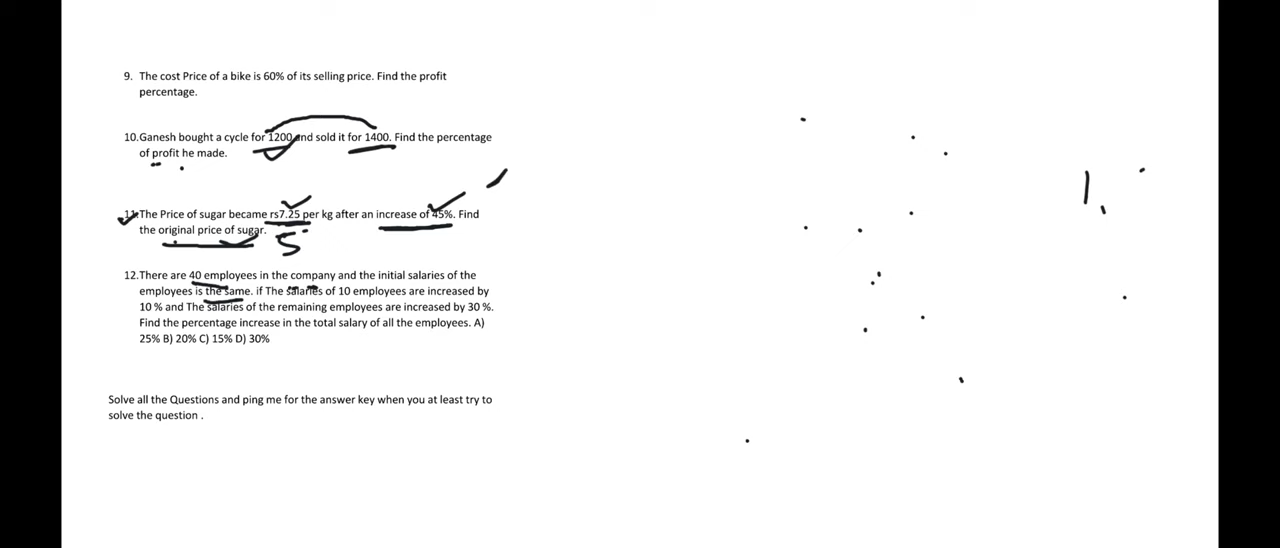 9. The cost Price of a bike is 60% of its selling price. Find the profit
percentage.
10.Ganesh bought a cycle for 1200 and sold it for 1400. Find the percentage
of profit he made.
11.The Price of sugar became rs7.25 per kg after an increase of 45%. Find
the original price of sugar.
5
12.There are 40 employees in the company and the initial salaries of the
employees is the same. if The salaries of 10 employees are increased by
10 % and The salaries of the remaining employees are increased by 30 %.
Find the percentage increase in the total salary of all the employees. A)
25% B) 20% C) 15% D) 30%
Solve all the Questions and ping me for the answer key when you at least try to
solve the question .
1.